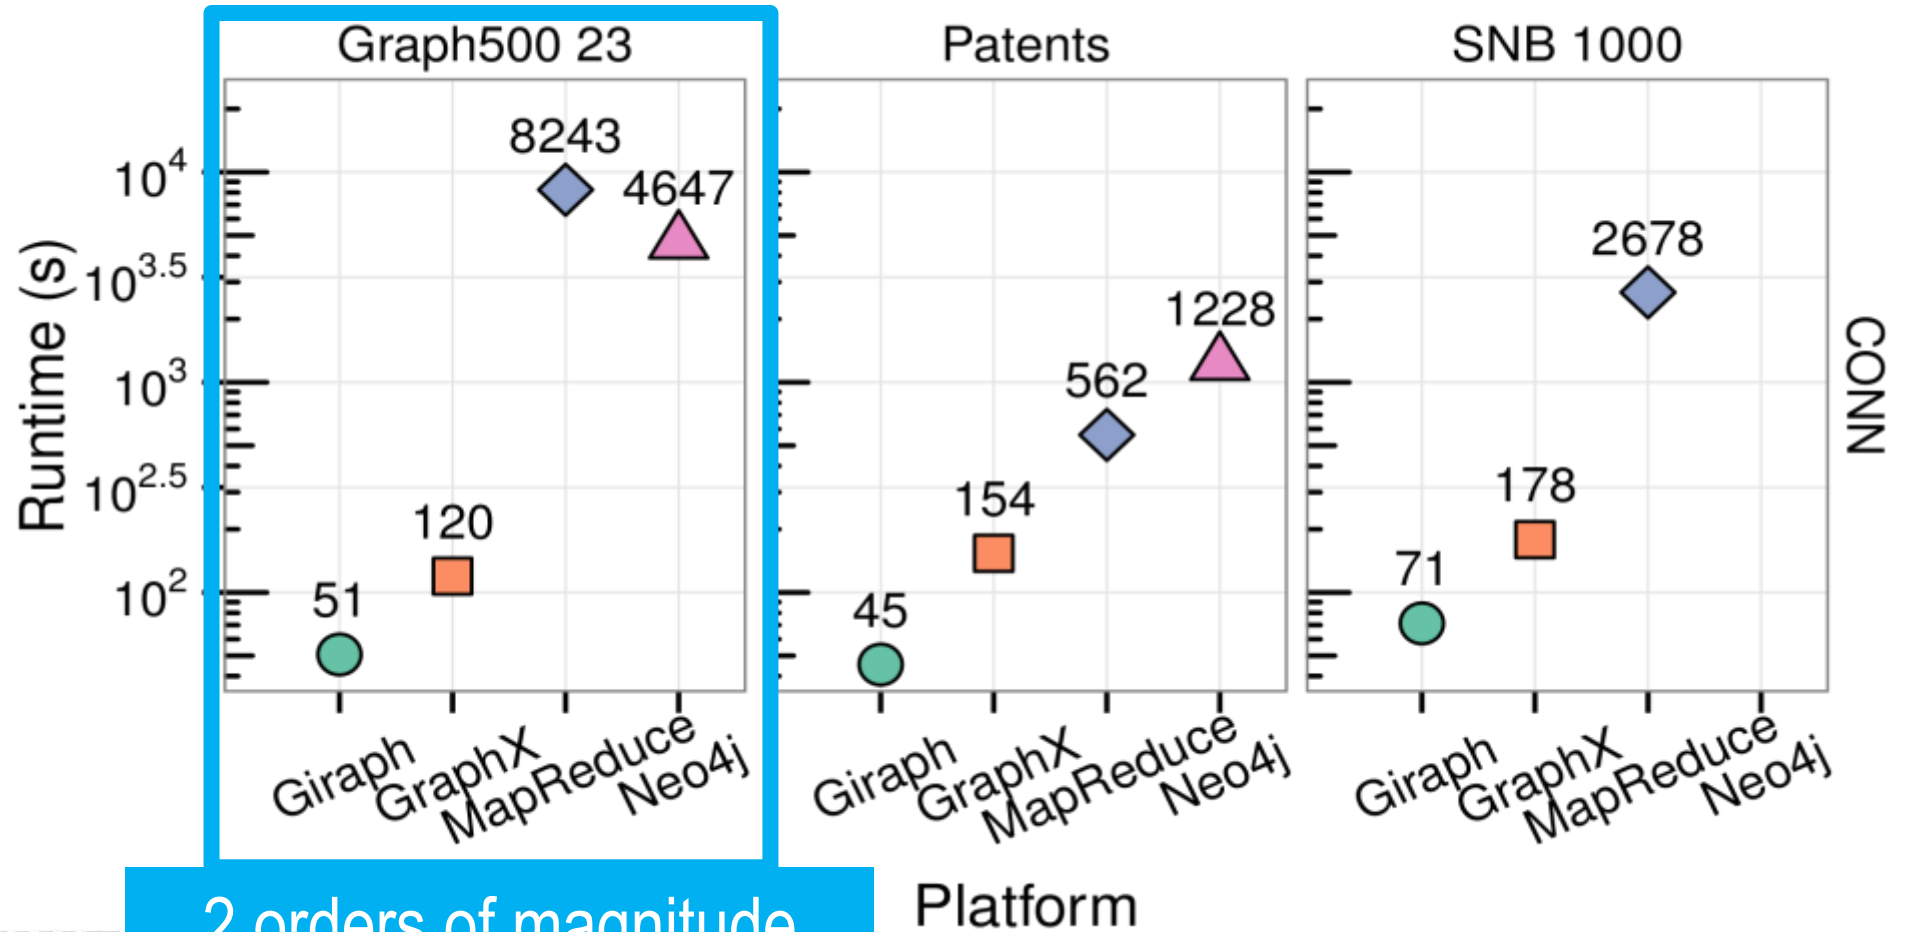 Graph500 23
Patents
SNB 1000
Runtime (s)
10^4
10^3.5
10^3
10^2.5
10^2
8243
4647
120
51
1228
562
154
45
2678
178
71
CONN
Giraph
GraphX
MapReduce
Neo4j
Giraph
GraphX
MapReduce
Neo4j
Giraph
GraphX
MapReduce
Neo4j
Platform
2 orders of magnitude